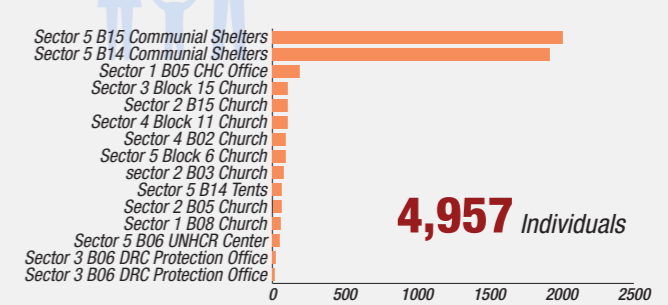 Sector 5 B15 Communial Shelters
Sector 5 B14 Communial Shelters
Sector 1 B05 CHC Office
Sector 3 Block 15 Church
Sector 2 B15 Church
Sector 4 Block 11 Church
Sector 4 B02 Church
Sector 5 Block 6 Church
sector 2 B03 Church
Sector 5 B14 Tents
Sector 2 B05 Church
Sector 1 B08 Church
Sector 5 B06 UNHCR Center
Sector 3 B06 DRC Protection Office
Sector 3 B06 DRC Protection Office
4,957 Individuals
0 500 1000 1500 2000 2500